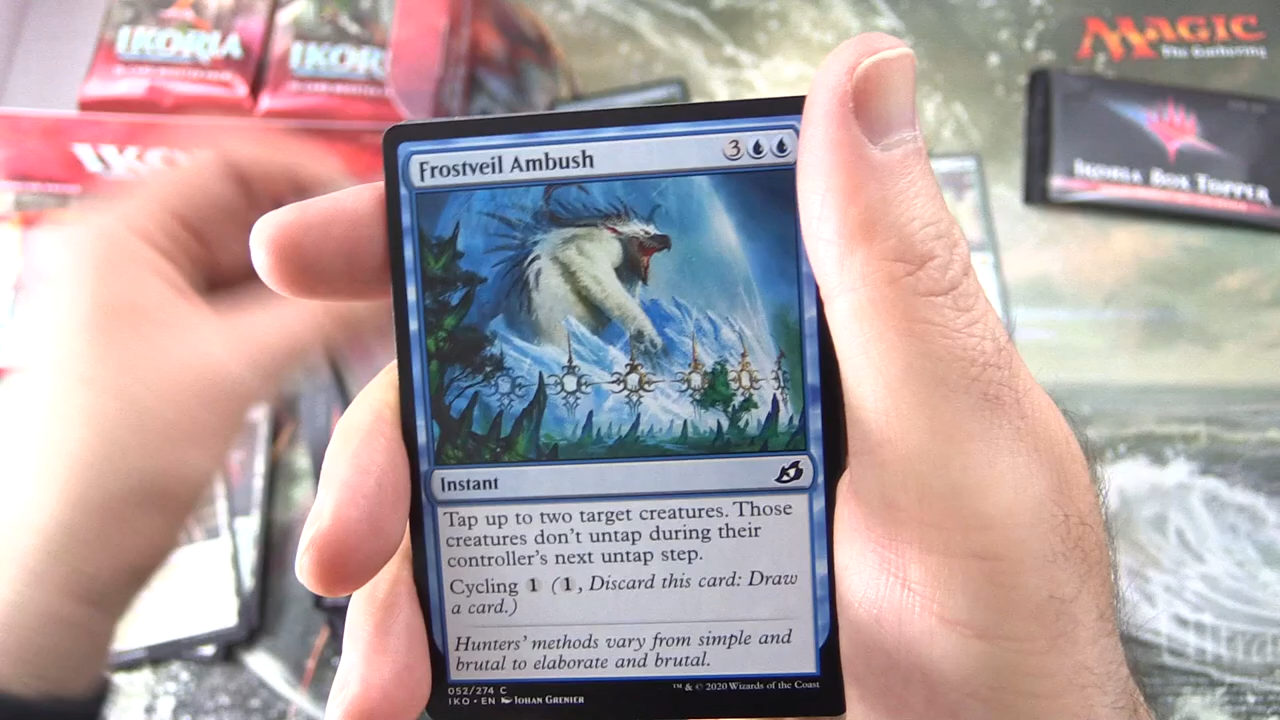 IKORIA
IKOR
IKO
MAGIC
The Gathering
IKORIA BOX TOPPER
Frostveil Ambush
3
Instant
Tap up to two target creatures. Those
creatures don't untap during their
controller's next untap step.
Cycling 1 (1, Discard this card: Draw
a card.)
Hunters' methods vary from simple and
brutal to elaborate and brutal.
052/274 C
IKO • EN JOHAN GRENIER
™ & © 2020 Wizards of the Coast